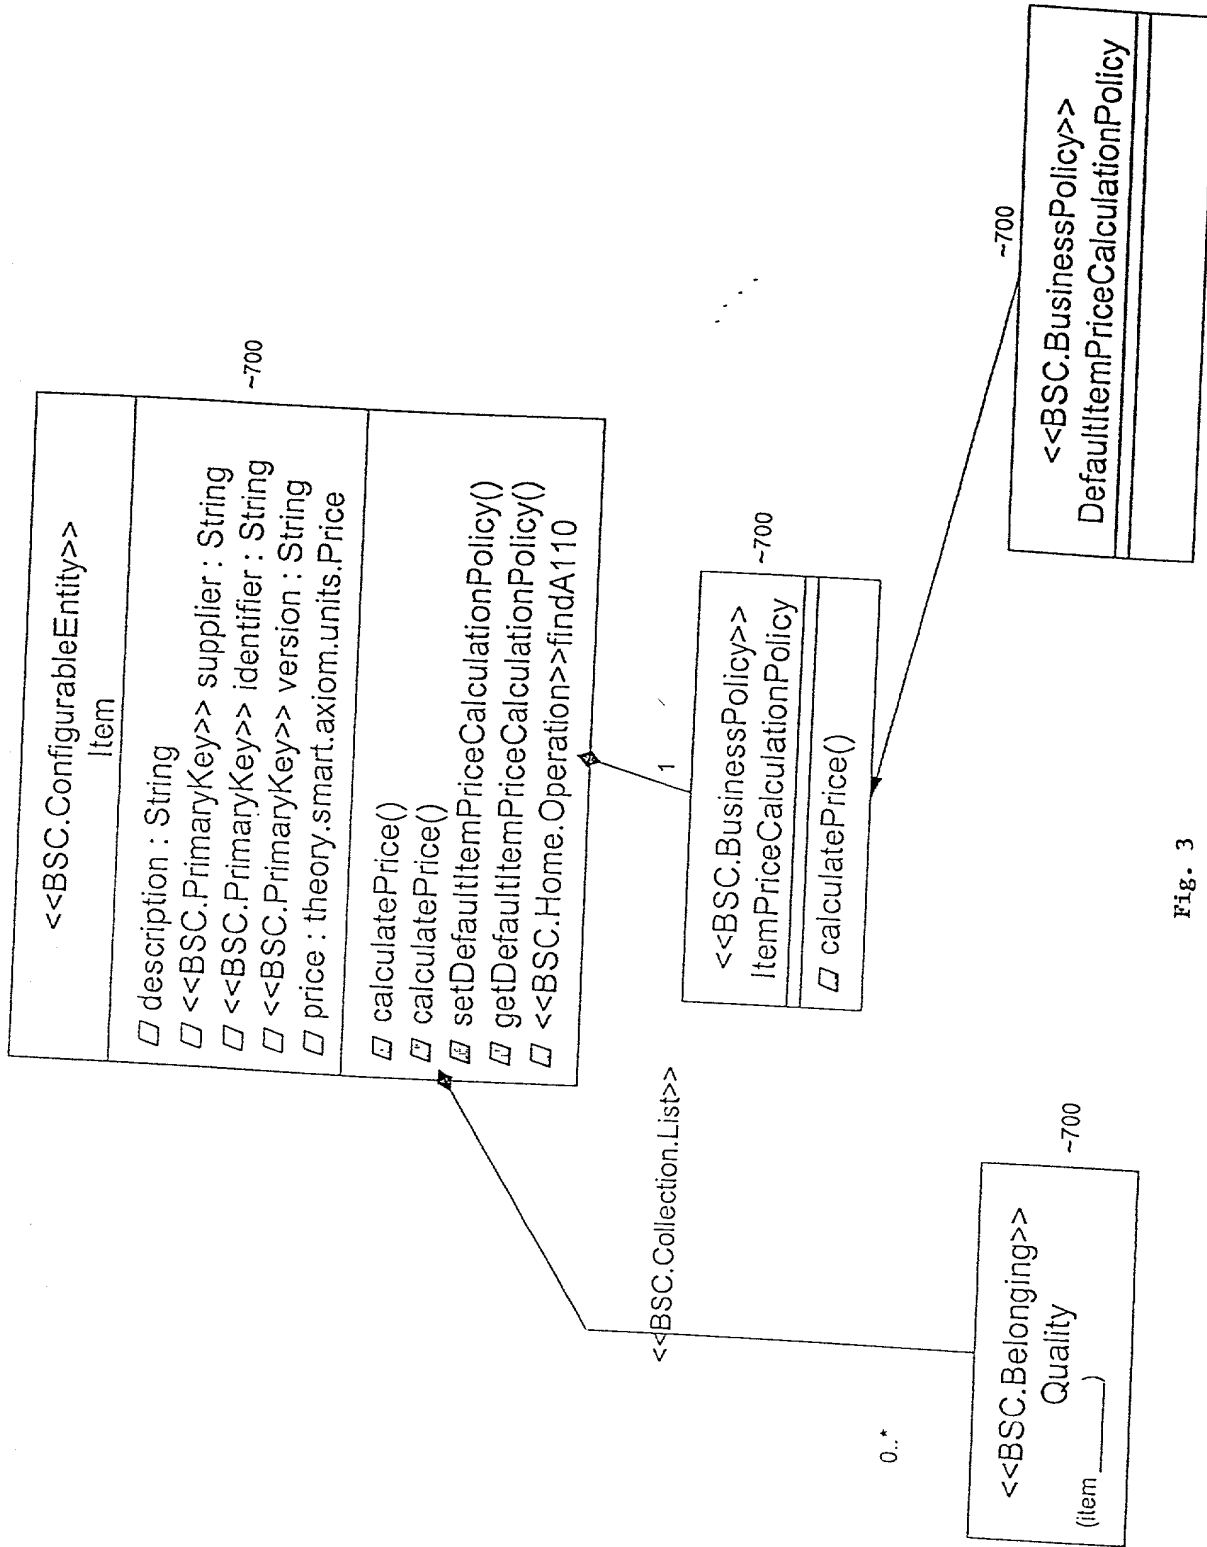 <<BSC.ConfigurableEntity>>
Item
description : String
<<BSC.PrimaryKey>> supplier : String
<<BSC.PrimaryKey>> identifier : String
<<BSC.PrimaryKey>> version : String
price : theory.smart.axiom.units.Price
calculatePrice()
calculatePrice()
setDefaultItemPriceCalculationPolicy()
getDefaultItemPriceCalculationPolicy()
<<BSC.Home.Operation>>findA110
~700
<<BSC.Collection.List>>
0..*
1
<<BSC.Belonging>>
Quality
(item______)
~700
<<BSC.BusinessPolicy>>
ItemPriceCalculationPolicy
calculatePrice()
~700
<<BSC.BusinessPolicy>>
DefaultItemPriceCalculationPolicy
~700
Fig. 3